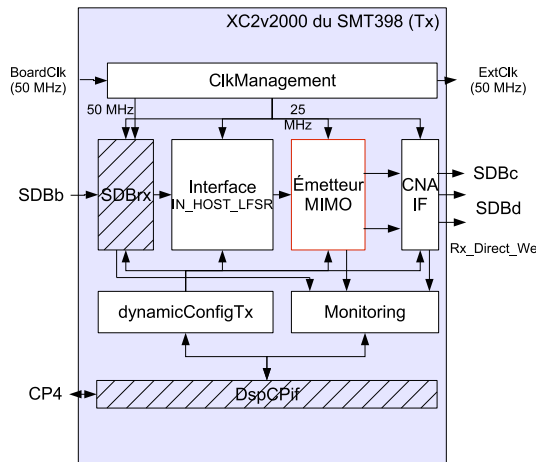 XC2v2000 du SMT398 (Tx)
BoardClk
(50 MHz)
ClkManagement
ExtClk
(50 MHz)
50 MHz
25
MHz
SDBb
SDBrx
Interface
IN_HOST_LFSR
Émetteur
MIMO
CNA
IF
SDBc
SDBd
Rx_Direct_We
dynamicConfigTx
Monitoring
CP4
DspCPif